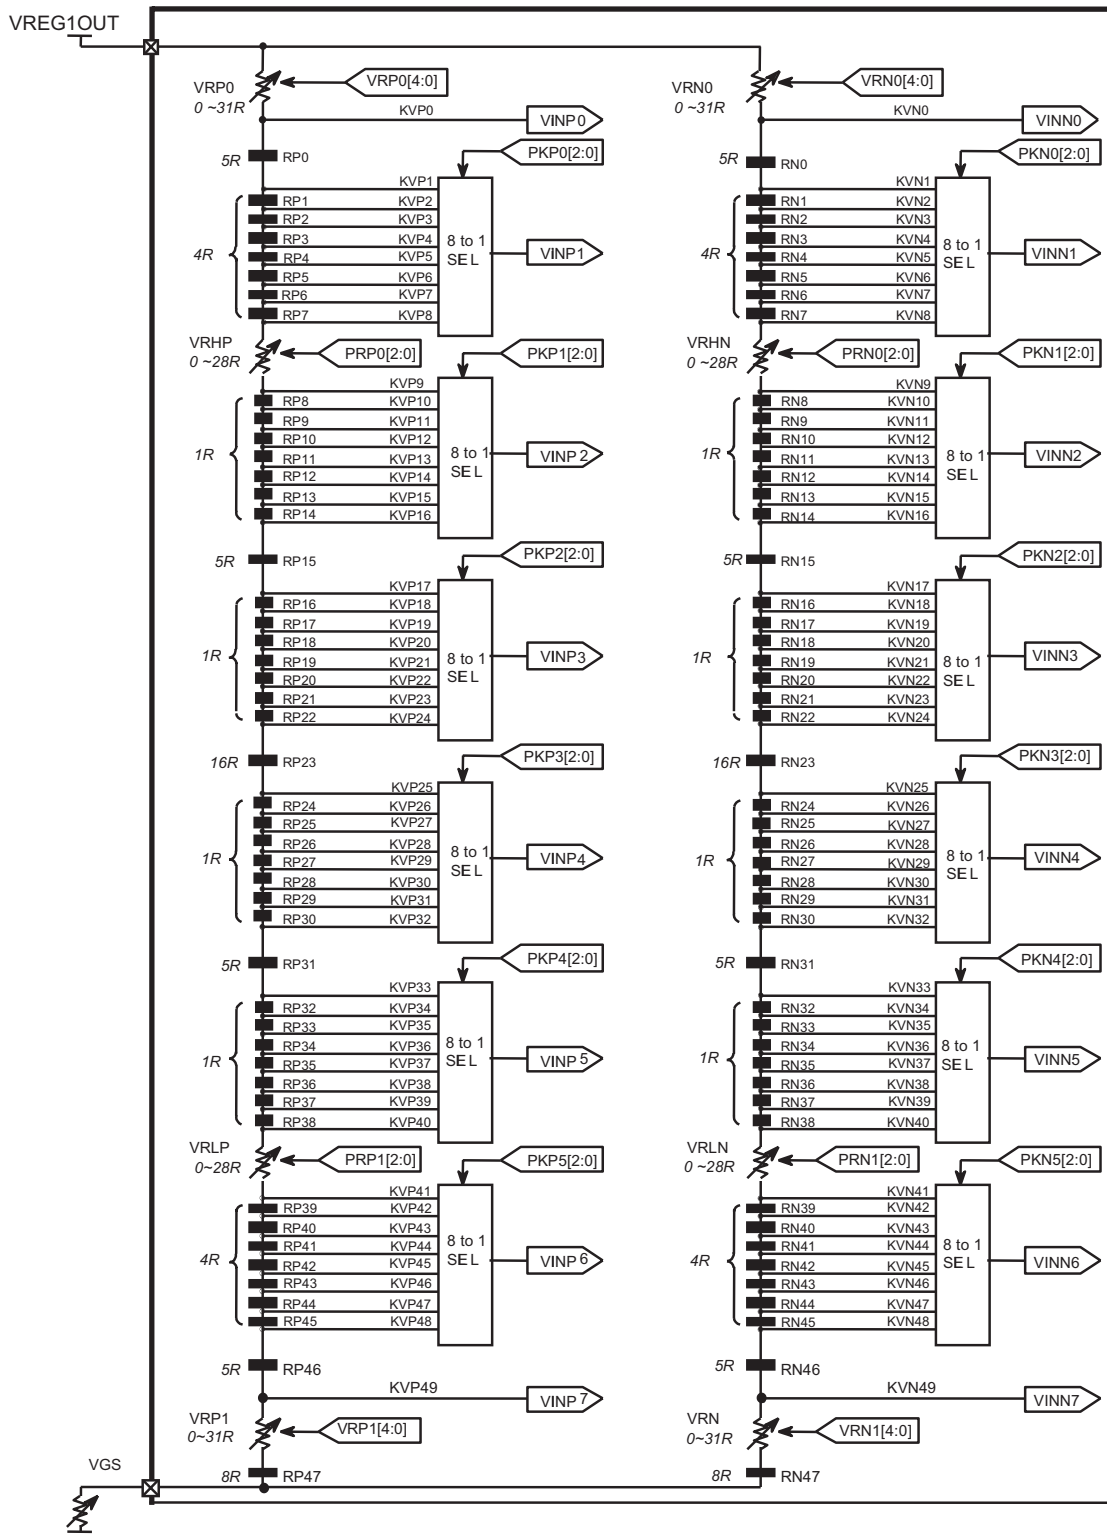 VREG1OUT
VRP0
0 ~31R
VRP0[4:0]
KVP0
VINP0
5R
RP0
PKP0[2:0]
KVP1
RP1 KVP2
RP2 KVP3
RP3 KVP4
RP4 KVP5
RP5 KVP6
RP6 KVP7
RP7 KVP8
4R
8 to 1
SEL
VINP1
VRHP
0 ~28R
PRP0[2:0]
PKP1[2:0]
KVP9
RP8 KVP10
RP9 KVP11
RP10 KVP12
RP11 KVP13
RP12 KVP14
RP13 KVP15
RP14 KVP16
1R
8 to 1
SEL
VINP 2
5R
RP15
PKP2[2:0]
KVP17
RP16 KVP18
RP17 KVP19
RP18 KVP20
RP19 KVP21
RP20 KVP22
RP21 KVP23
RP22 KVP24
1R
8 to 1
SEL
VINP3
16R
RP23
PKP3[2:0]
KVP25
RP24 KVP26
RP25 KVP27
RP26 KVP28
RP27 KVP29
RP28 KVP30
RP29 KVP31
RP30 KVP32
1R
8 to 1
SEL
VINP4
5R
RP31
PKP4[2:0]
KVP33
RP32 KVP34
RP33 KVP35
RP34 KVP36
RP35 KVP37
RP36 KVP38
RP37 KVP39
RP38 KVP40
1R
8 to 1
SEL
VINP 5
VRLP
0~28R
PRP1[2:0]
PKP5[2:0]
KVP41
RP39 KVP42
RP40 KVP43
RP41 KVP44
RP42 KVP45
RP43 KVP46
RP44 KVP47
RP45 KVP48
4R
8 to 1
SEL
VINP 6
5R
RP46
KVP49
VINP 7
VRP1
0~31R
VRP1[4:0]
8R
RP47
VGS
VRN0
0 ~31R
VRN0[4:0]
KVN0
VINN0
5R
RN0
PKN0[2:0]
KVN1
RN1 KVN2
RN2 KVN3
RN3 KVN4
RN4 KVN5
RN5 KVN6
RN6 KVN7
RN7 KVN8
4R
8 to 1
SEL
VINN1
VRHN
0 ~28R
PRN0[2:0]
PKN1[2:0]
KVN9
RN8 KVN10
RN9 KVN11
RN10 KVN12
RN11 KVN13
RN12 KVN14
RN13 KVN15
RN14 KVN16
1R
8 to 1
SEL
VINN2
5R
RN15
PKN2[2:0]
KVN17
RN16 KVN18
RN17 KVN19
RN18 KVN20
RN19 KVN21
RN20 KVN22
RN21 KVN23
RN22 KVN24
1R
8 to 1
SEL
VINN3
16R
RN23
PKN3[2:0]
KVN25
RN24 KVN26
RN25 KVN27
RN26 KVN28
RN27 KVN29
RN28 KVN30
RN29 KVN31
RN30 KVN32
1R
8 to 1
SEL
VINN4
5R
RN31
PKN4[2:0]
KVN33
RN32 KVN34
RN33 KVN35
RN34 KVN36
RN35 KVN37
RN36 KVN38
RN37 KVN39
RN38 KVN40
1R
8 to 1
SEL
VINN5
VRLN
0 ~28R
PRN1[2:0]
PKN5[2:0]
KVN41
RN39 KVN42
RN40 KVN43
RN41 KVN44
RN42 KVN45
RN43 KVN46
RN44 KVN47
RN45 KVN48
4R
8 to 1
SEL
VINN6
5R
RN46
KVN49
VINN7
VRN
0~31R
VRN1[4:0]
8R
RN47